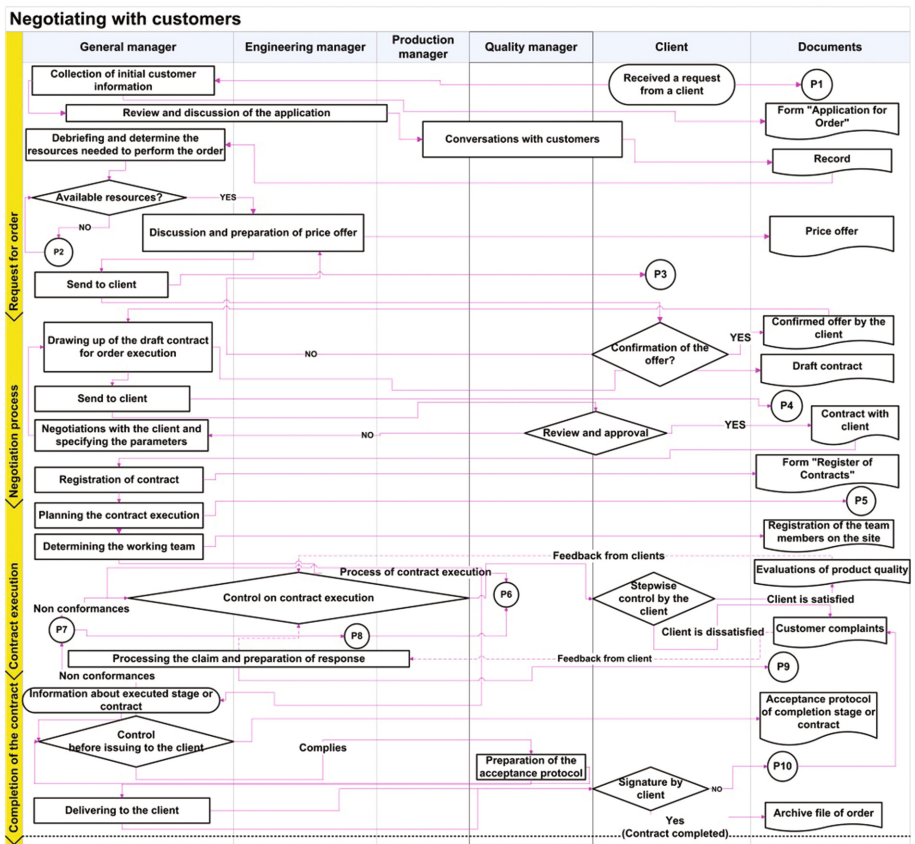 Negotiating with customers
General manager
Engineering manager
Production
manager
Quality manager
Client
Documents
Request for order
Collection of initial customer
information
Received a request
from a client
P1
Review and discussion of the application
Form "Application for
Order"
Debriefing and determine the
resources needed to perform the order
Conversations with customers
Record
Available resources?
YES
NO
P2
Discussion and preparation of price offer
Price offer
Send to client
P3
Negotiation process
Drawing up of the draft contract
for order execution
NO
Confirmation of the
offer?
YES
Confirmed offer by the
client
Draft contract
Send to client
P4
Negotiations with the client and
specifying the parameters
NO
Review and approval
YES
Contract with
client
Registration of contract
Form "Register of
Contracts"
Planning the contract execution
P5
Contract execution
Determining the working team
Registration of the team
members on the site
Feedback from clients
Process of contract execution
Evaluations of product quality
Control on contract execution
P6
Stepwise
control by the
client
Client is satisfied
Non conformances
P7
P8
Client is dissatisfied
Customer complaints
Processing the claim and preparation of response
Feedback from client
P9
Completion of the contract
Non conformances
Information about executed stage or
contract
Acceptance protocol
of completion stage or
contract
Control
before issuing to the client
Complies
Preparation of the
acceptance protocol
P10
Signature by
client
NO
Delivering to the client
Yes
(Contract completed)
Archive file of order